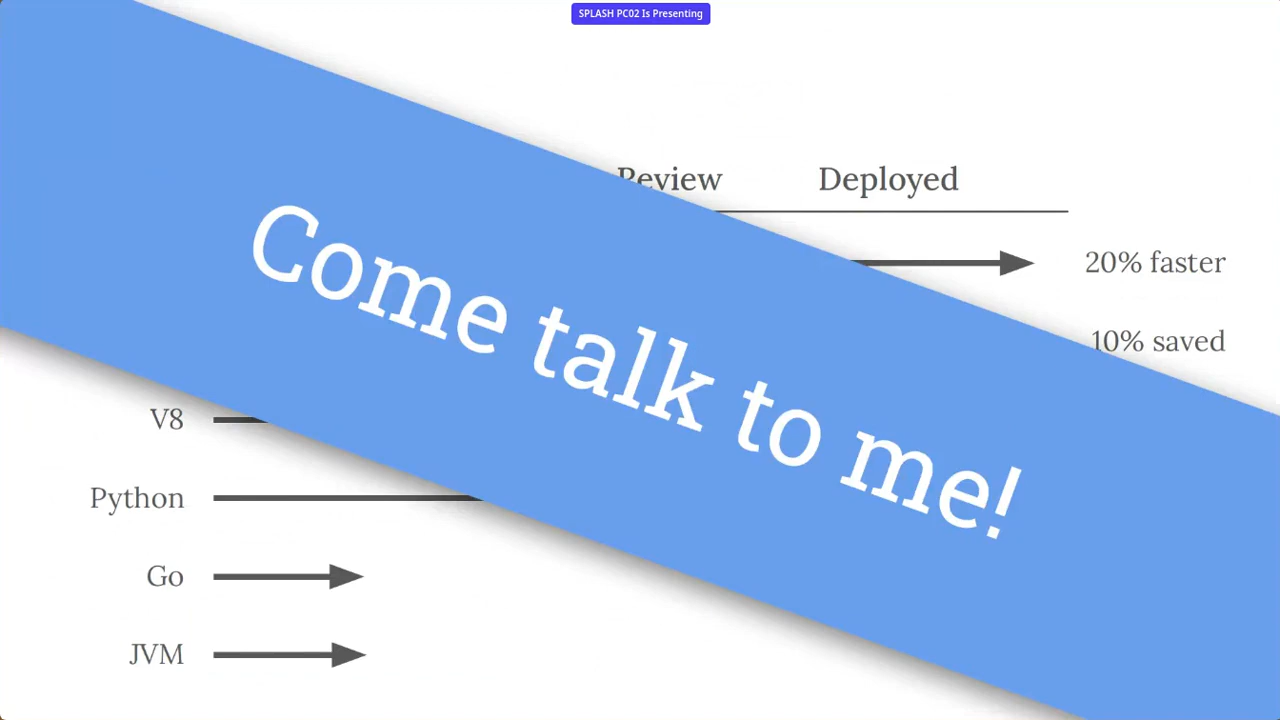 SPLASH PC02 Is Presenting
Review Deployed
20% faster
10% saved
Come talk to me!
V8
Python
Go
JVM